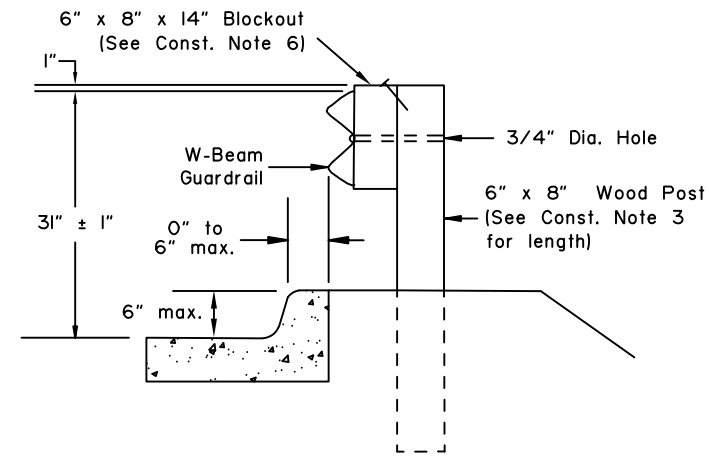 6" x 8" x 14" Blockout
(See Const. Note 6)
1"
3/4" Dia. Hole
W-Beam
Guardrail
6" x 8" Wood Post
(See Const. Note 3
for length)
31" ± 1"
0" to
6" max.
6" max.